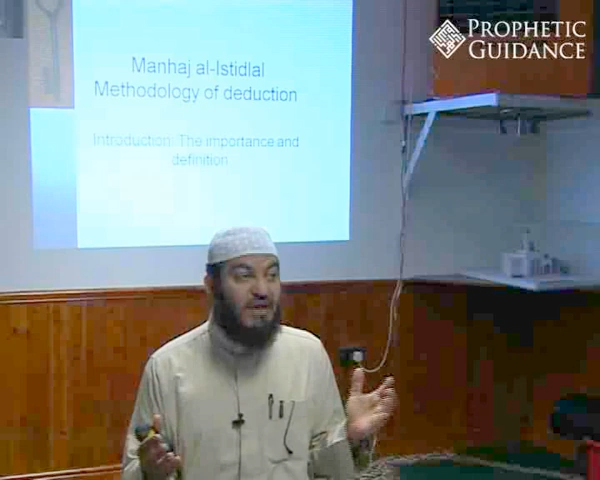 PROPHETIC
GUIDANCE
Manhaj al-Istidlal
Methodology of deduction
Introduction: The importance and
definition